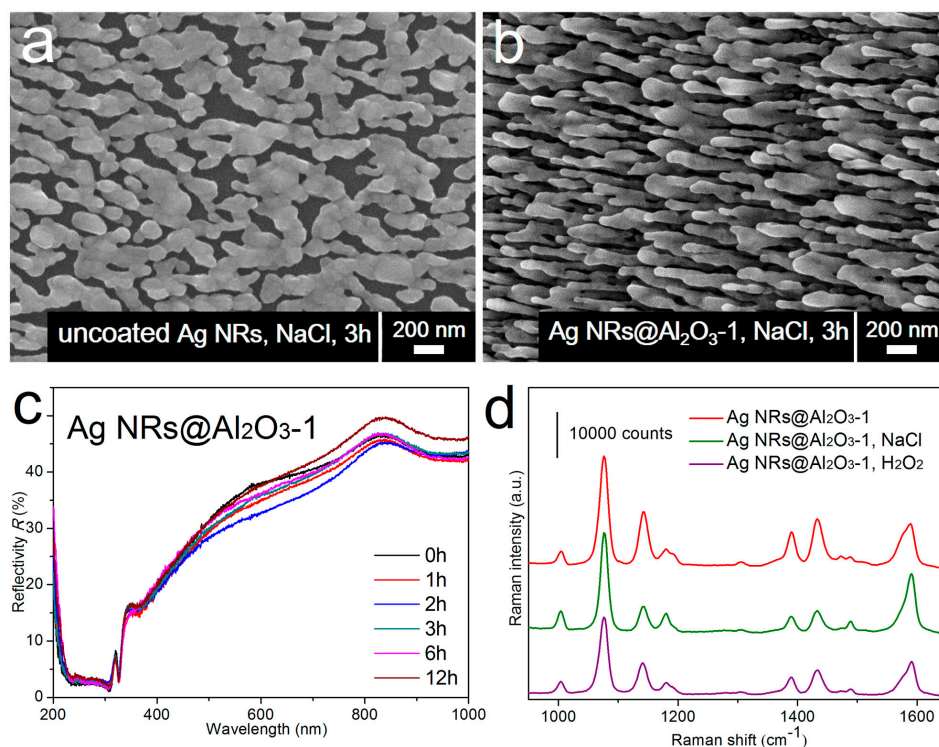 a
uncoated Ag NRs, NaCl, 3h
200 nm
b
Ag NRs@Al₂O₃-1, NaCl, 3h
200 nm
c
Ag NRs@Al₂O₃-1
Reflectivity R (%)
0
10
20
30
40
50
200
400
600
800
1000
Wavelength (nm)
0h
1h
2h
3h
6h
12h
d
10000 counts
Ag NRs@Al₂O₃-1
Ag NRs@Al₂O₃-1, NaCl
Ag NRs@Al₂O₃-1, H₂O₂
Raman intensity (a.u.)
1000
1200
1400
1600
Raman shift (cm⁻¹)